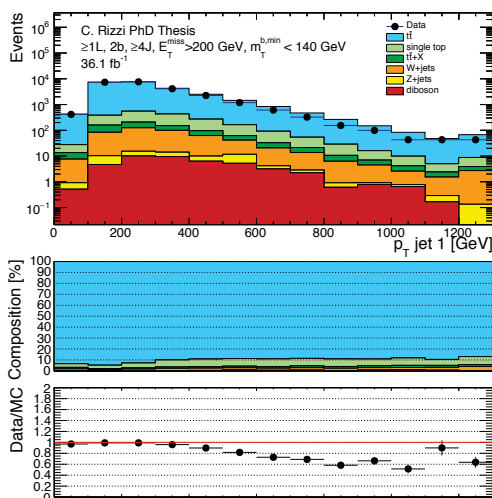 Events
C. Rizzi PhD Thesis
≥1L, 2b, ≥4J, E_T^miss>200 GeV, m_T^b,min < 140 GeV
36.1 fb⁻¹
Data
tt̄
single top
tt̄+X
W+jets
Z+jets
diboson
10⁶
10⁵
10⁴
10³
10²
10
1
10⁻¹
0 200 400 600 800 1000 1200
p_T jet 1 [GeV]
Composition [%]
100
90
80
70
60
50
40
30
20
10
0
Data/MC
2
1.8
1.6
1.4
1.2
1
0.8
0.6
0.4
0.2
0